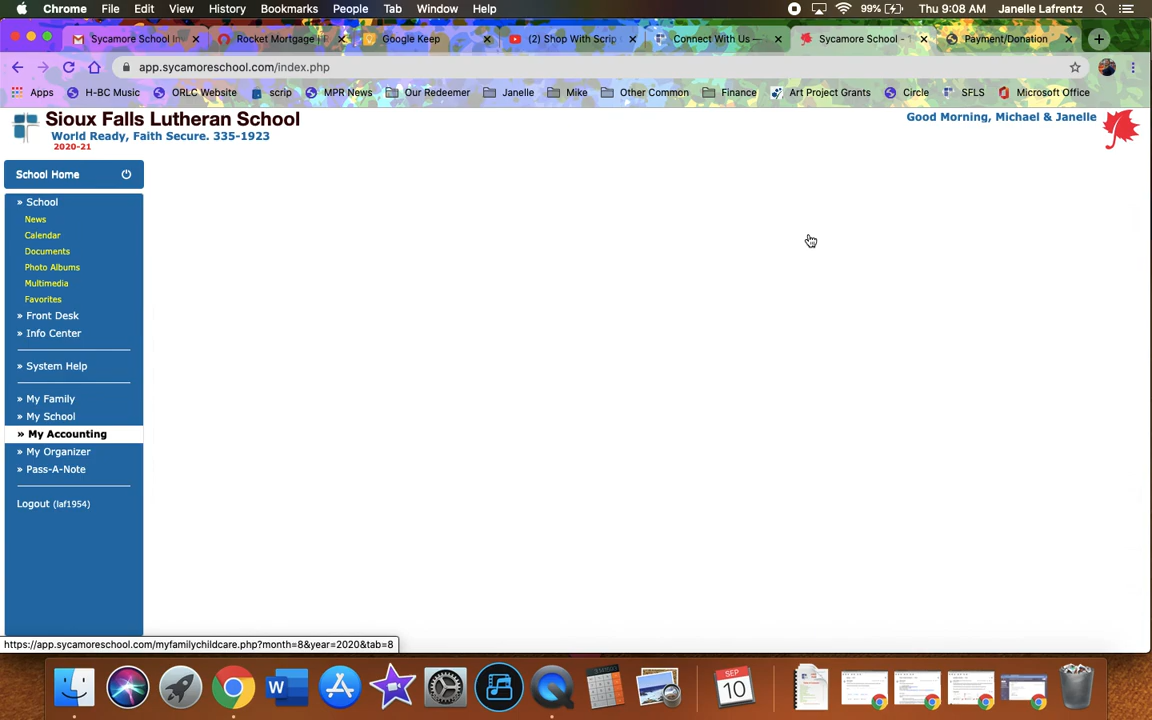 Chrome File Edit View History Bookmarks People Tab Window Help 99% Thu 9:08 AM Janelle Lafrentz
Sycamore School In Rocket Mortgage | R Google Keep (2) Shop With Scrip Connect With Us — Sycamore School - Payment/Donation
app.sycamoreschool.com/index.php
Apps H-BC Music ORLC Website scrip MPR News Our Redeemer Janelle Mike Other Common Finance Art Project Grants Circle SFLS Microsoft Office
Sioux Falls Lutheran School
World Ready, Faith Secure. 335-1923
2020-21
Good Morning, Michael & Janelle
School Home
» School
News
Calendar
Documents
Photo Albums
Multimedia
Favorites
» Front Desk
» Info Center
» System Help
» My Family
» My School
» My Accounting
» My Organizer
» Pass-A-Note
Logout (laf1954)
https://app.sycamoreschool.com/myfamilychildcare.php?month=8&year=2020&tab=8
SEP
10